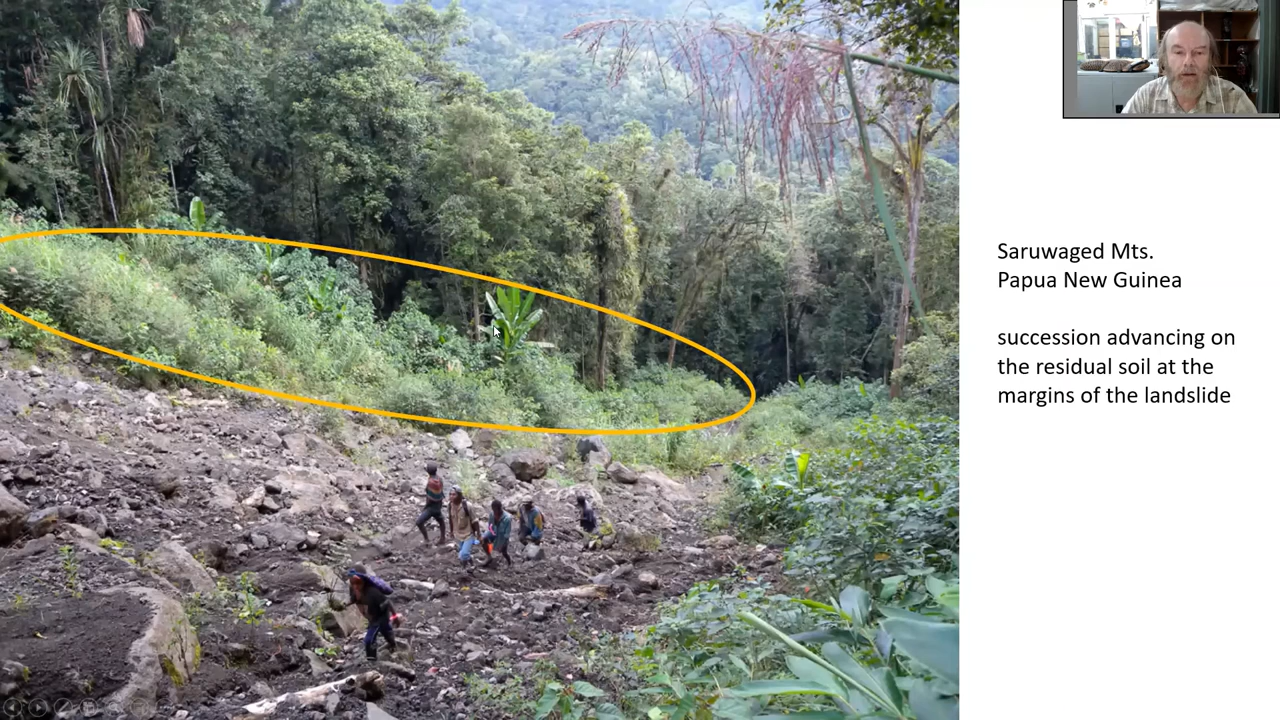 Saruwaged Mts.
Papua New Guinea
succession advancing on
the residual soil at the
margins of the landslide